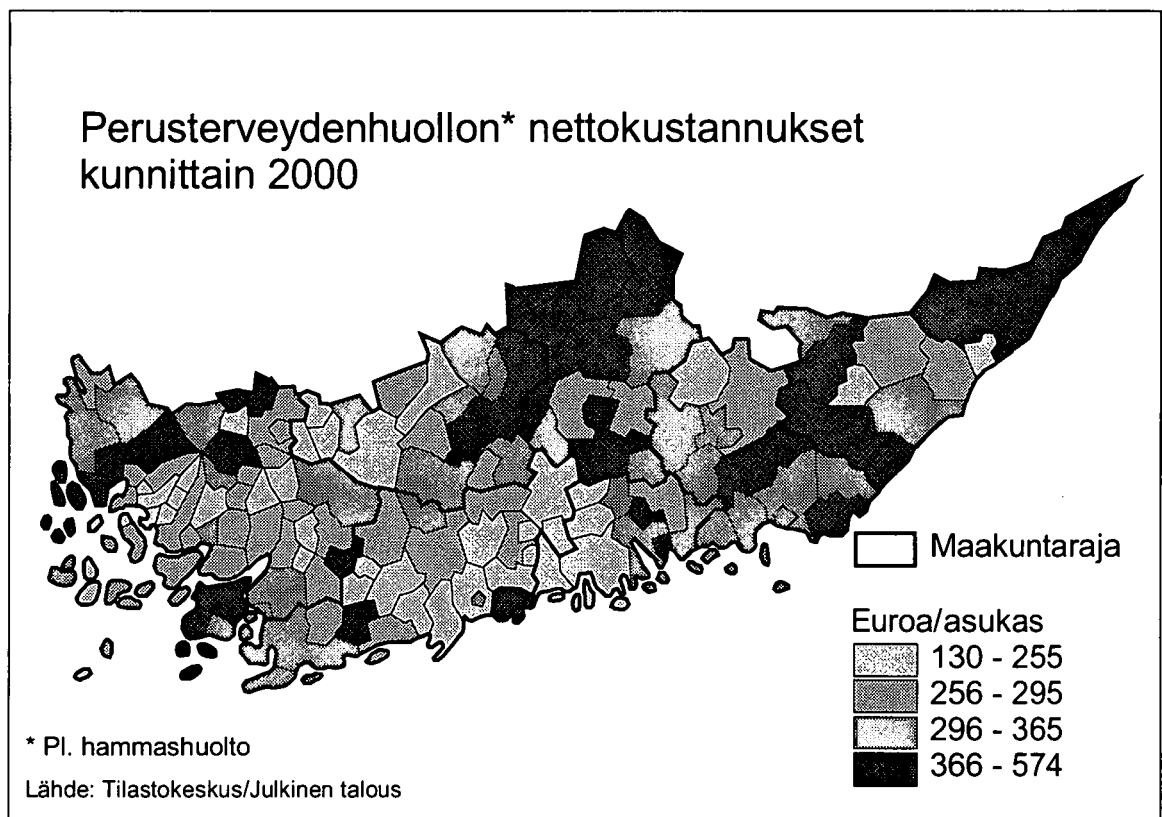 Perusterveydenhuollon* nettokustannukset
kunnittain 2000
Maakuntaraja
Euroa/asukas
130 - 255
256 - 295
296 - 365
366 - 574
* Pl. hammashuolto
Lähde: Tilastokeskus/Julkinen talous